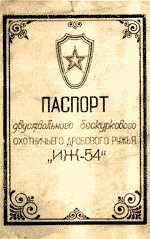 ПАСПОРТ
двуствольного бескуркового
ОХОТНИЧЬЕГО ДРОБОВОГО РУЖЬЯ
„ИЖ-54"